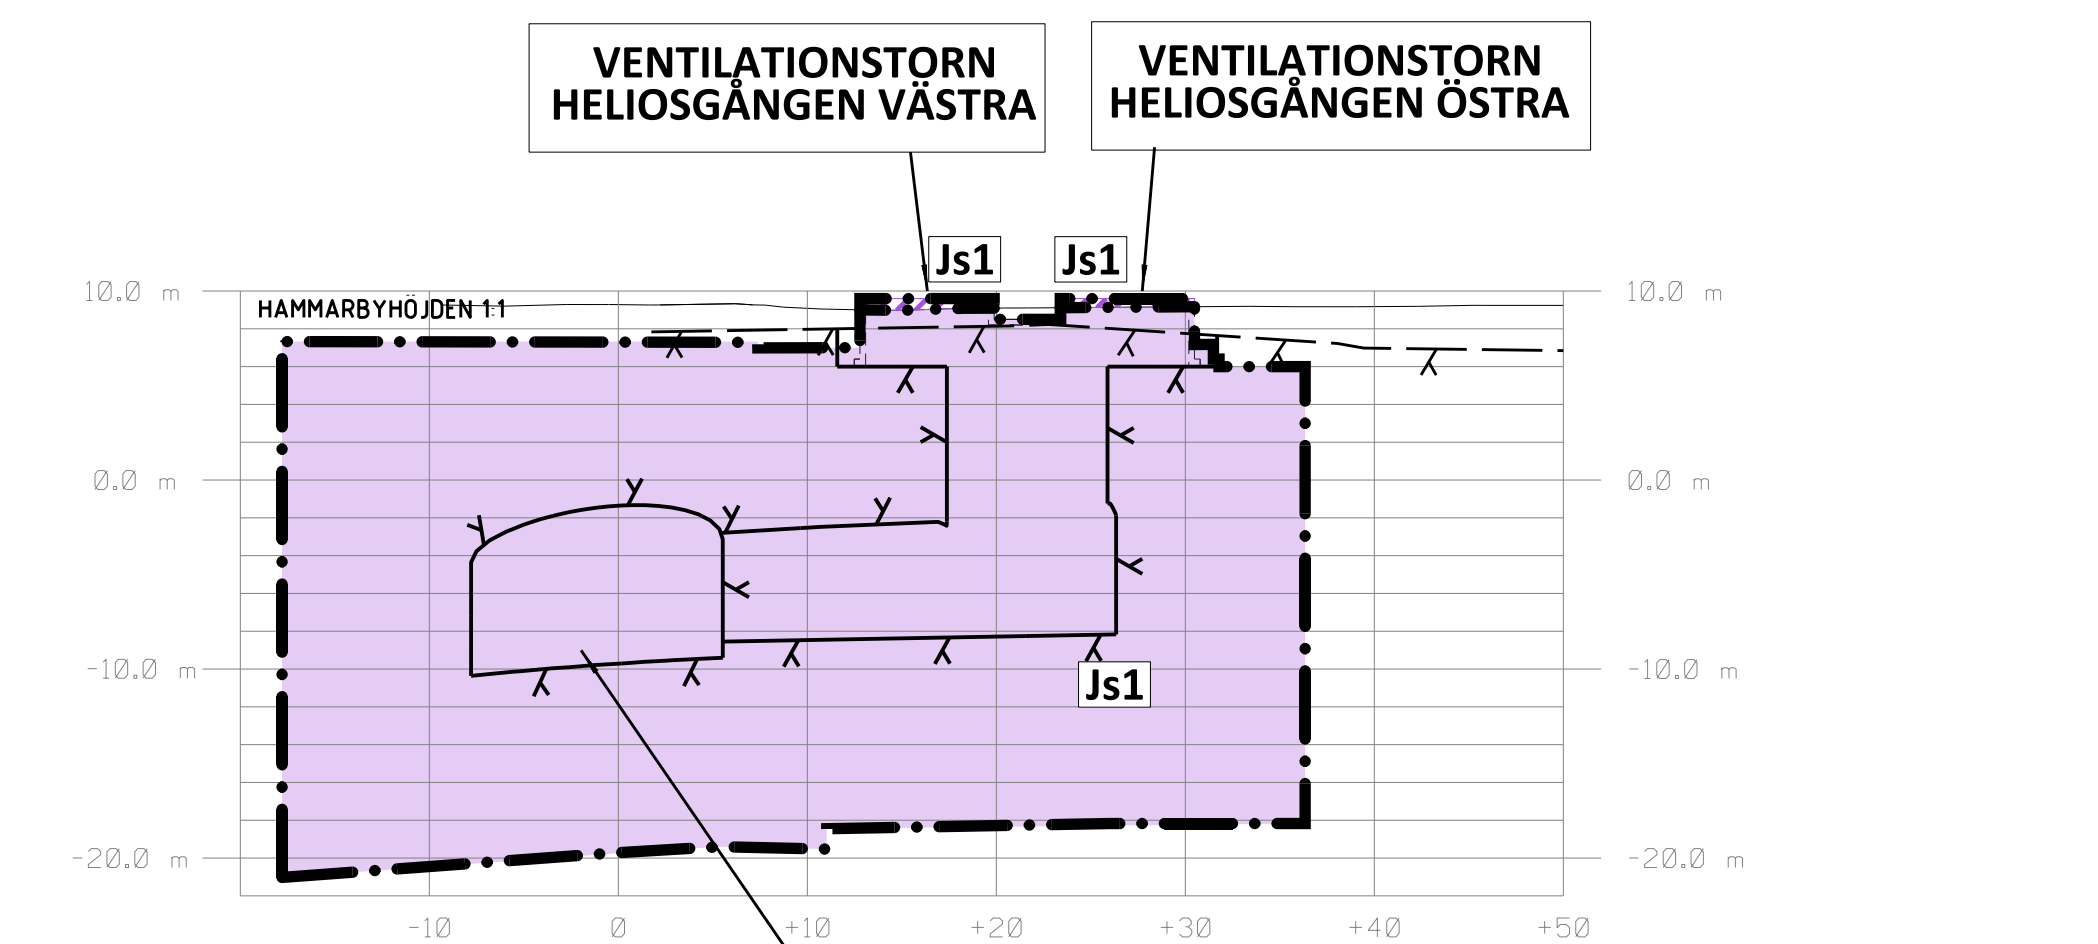 VENTILATIONSTORN
HELIOSGÅNGEN VÄSTRA
VENTILATIONSTORN
HELIOSGÅNGEN ÖSTRA
Js1
Js1
10.0 m
HAMMARBYHÖJDEN 1:1
10.0 m
0.0 m
0.0 m
-10.0 m
Js1
-10.0 m
-20.0 m
-20.0 m
-10
0
+10
+20
+30
+40
+50